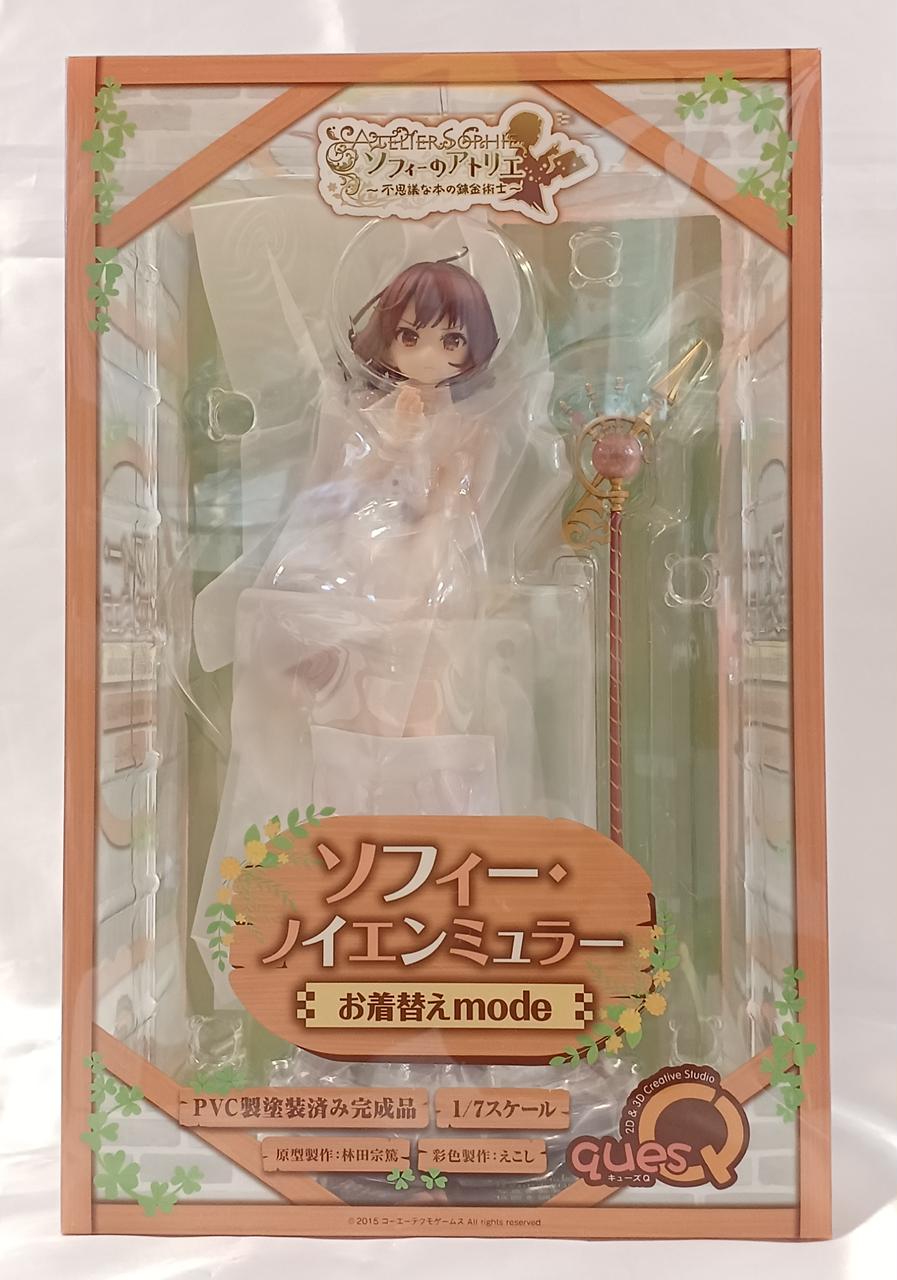 ATELIER SOPHIE
ソフィーのアトリエ
～不思議な本の錬金術士～
ソフィー・
ノイエンミュラー
お着替えmode
PVC製塗装済み完成品
1/7スケール
原型製作:林田宗篤
彩色製作:えこし
2D & 3D Creative Studio
quesQ
キューズQ
©2015 コーエーテクモゲームス All rights reserved